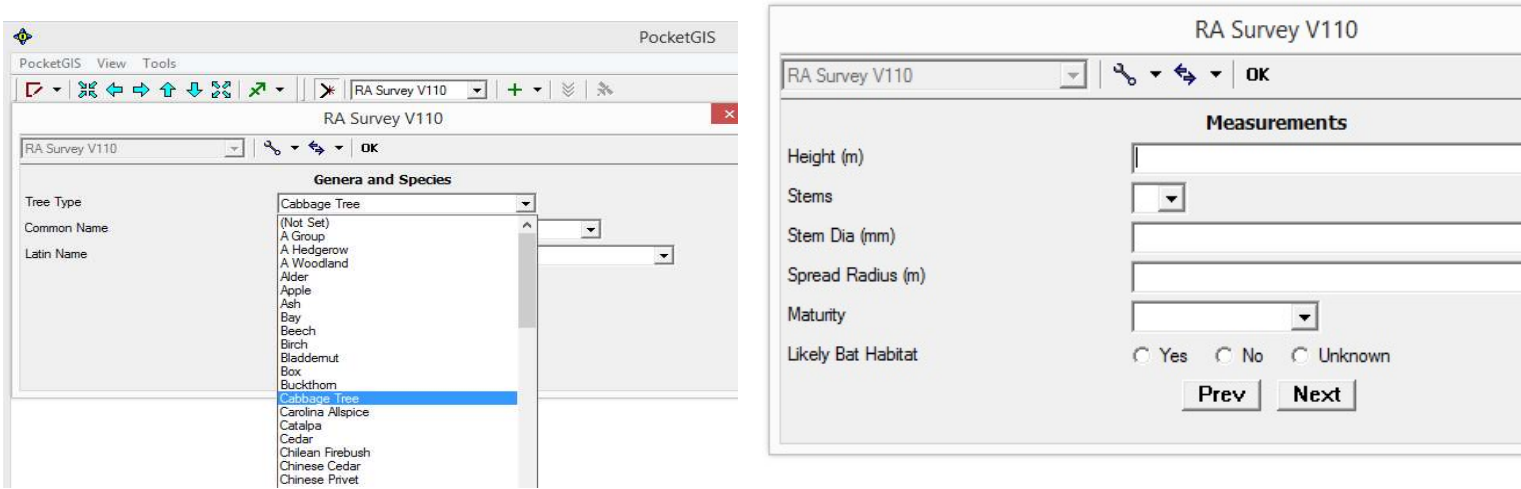 PocketGIS
PocketGIS View Tools
RA Survey V110
RA Survey V110
RA Survey V110 OK
Genera and Species
Tree Type Cabbage Tree
Common Name
Latin Name
(Not Set)
A Group
A Hedgerow
A Woodland
Alder
Apple
Ash
Bay
Beech
Birch
Bladdernut
Box
Buckthorn
Cabbage Tree
Carolina Allspice
Catalpa
Cedar
Chilean Firebush
Chinese Cedar
Chinese Privet
RA Survey V110
RA Survey V110 OK
Measurements
Height (m)
Stems
Stem Dia (mm)
Spread Radius (m)
Maturity
Likely Bat Habitat Yes No Unknown
Prev Next